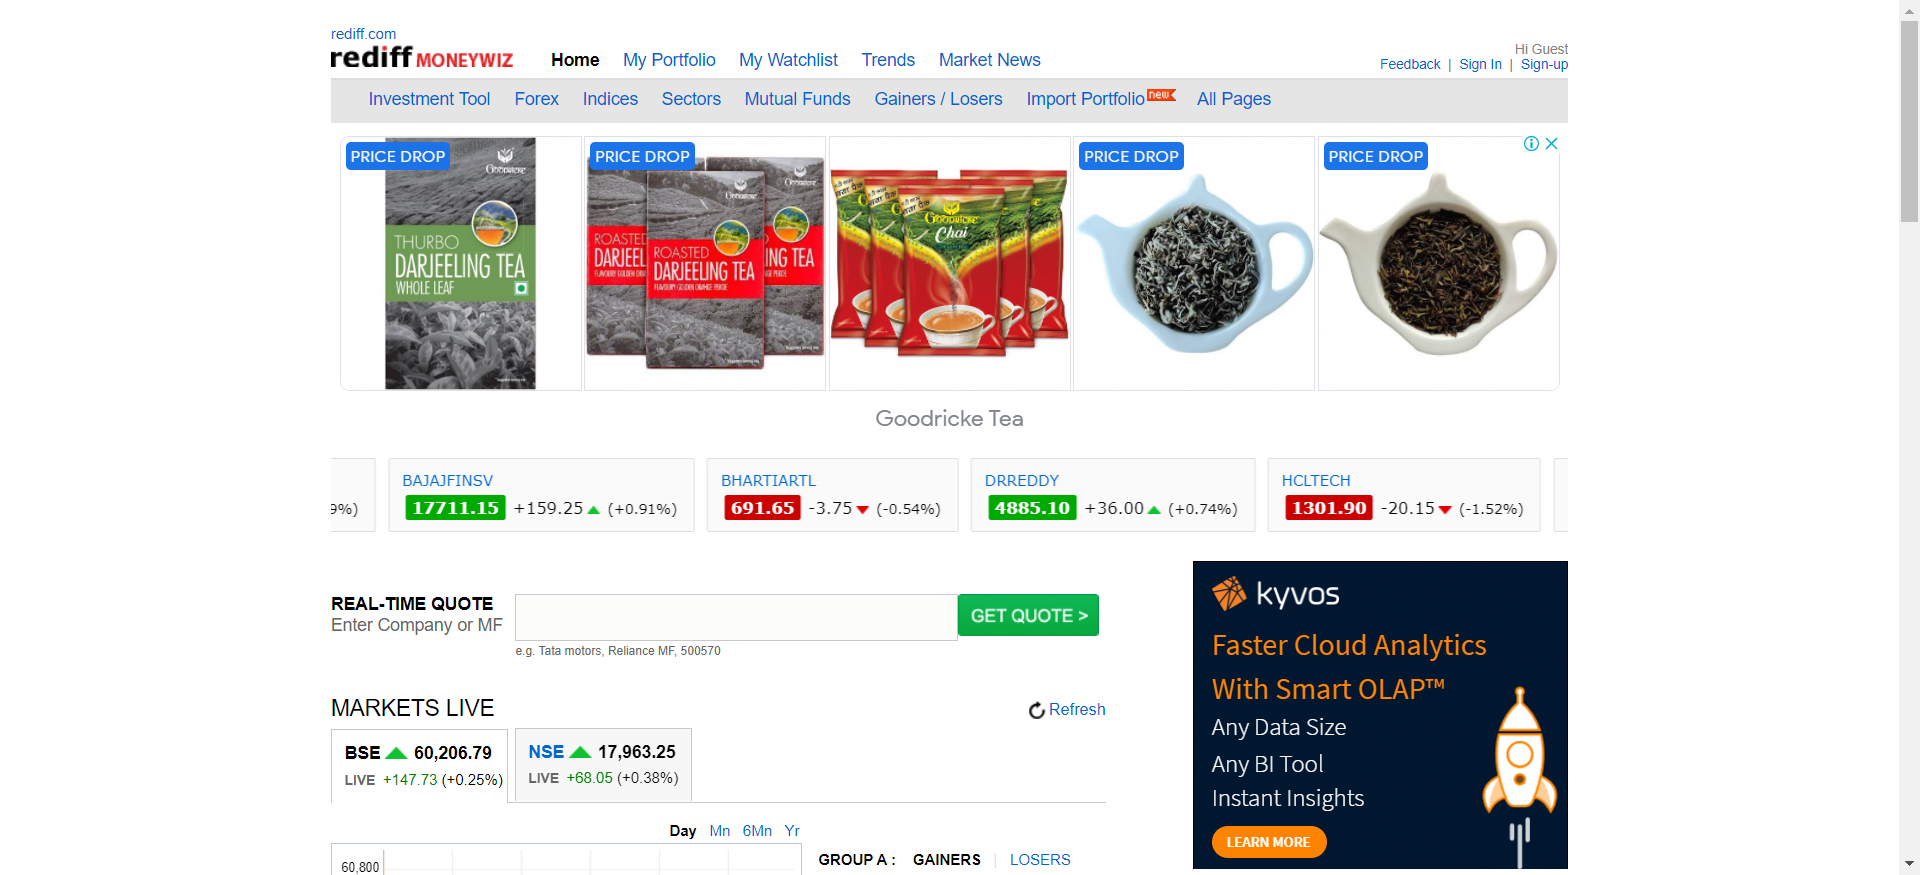 rediff.com
rediff MONEYWIZ
Home My Portfolio My Watchlist Trends Market News
Hi Guest
Feedback | Sign In | Sign-up
Investment Tool Forex Indices Sectors Mutual Funds Gainers / Losers Import Portfolio new All Pages
PRICE DROP
GOODRICKE
THURBO
DARJEELING TEA
WHOLE LEAF
PRICE DROP
ROASTED
DARJEELING TEA
GOODRICKE
Chai
PRICE DROP
PRICE DROP
Goodricke Tea
9%)
BAJAJFINSV
17711.15 +159.25 (+0.91%)
BHARTIARTL
691.65 -3.75 (-0.54%)
DRREDDY
4885.10 +36.00 (+0.74%)
HCLTECH
1301.90 -20.15 (-1.52%)
REAL-TIME QUOTE
Enter Company or MF
GET QUOTE >
e.g. Tata motors, Reliance MF, 500570
MARKETS LIVE
Refresh
BSE 60,206.79
LIVE +147.73 (+0.25%)
NSE 17,963.25
LIVE +68.05 (+0.38%)
Day Mn 6Mn Yr
60,800
GROUP A : GAINERS | LOSERS
kyvos
Faster Cloud Analytics
With Smart OLAP™
Any Data Size
Any BI Tool
Instant Insights
LEARN MORE